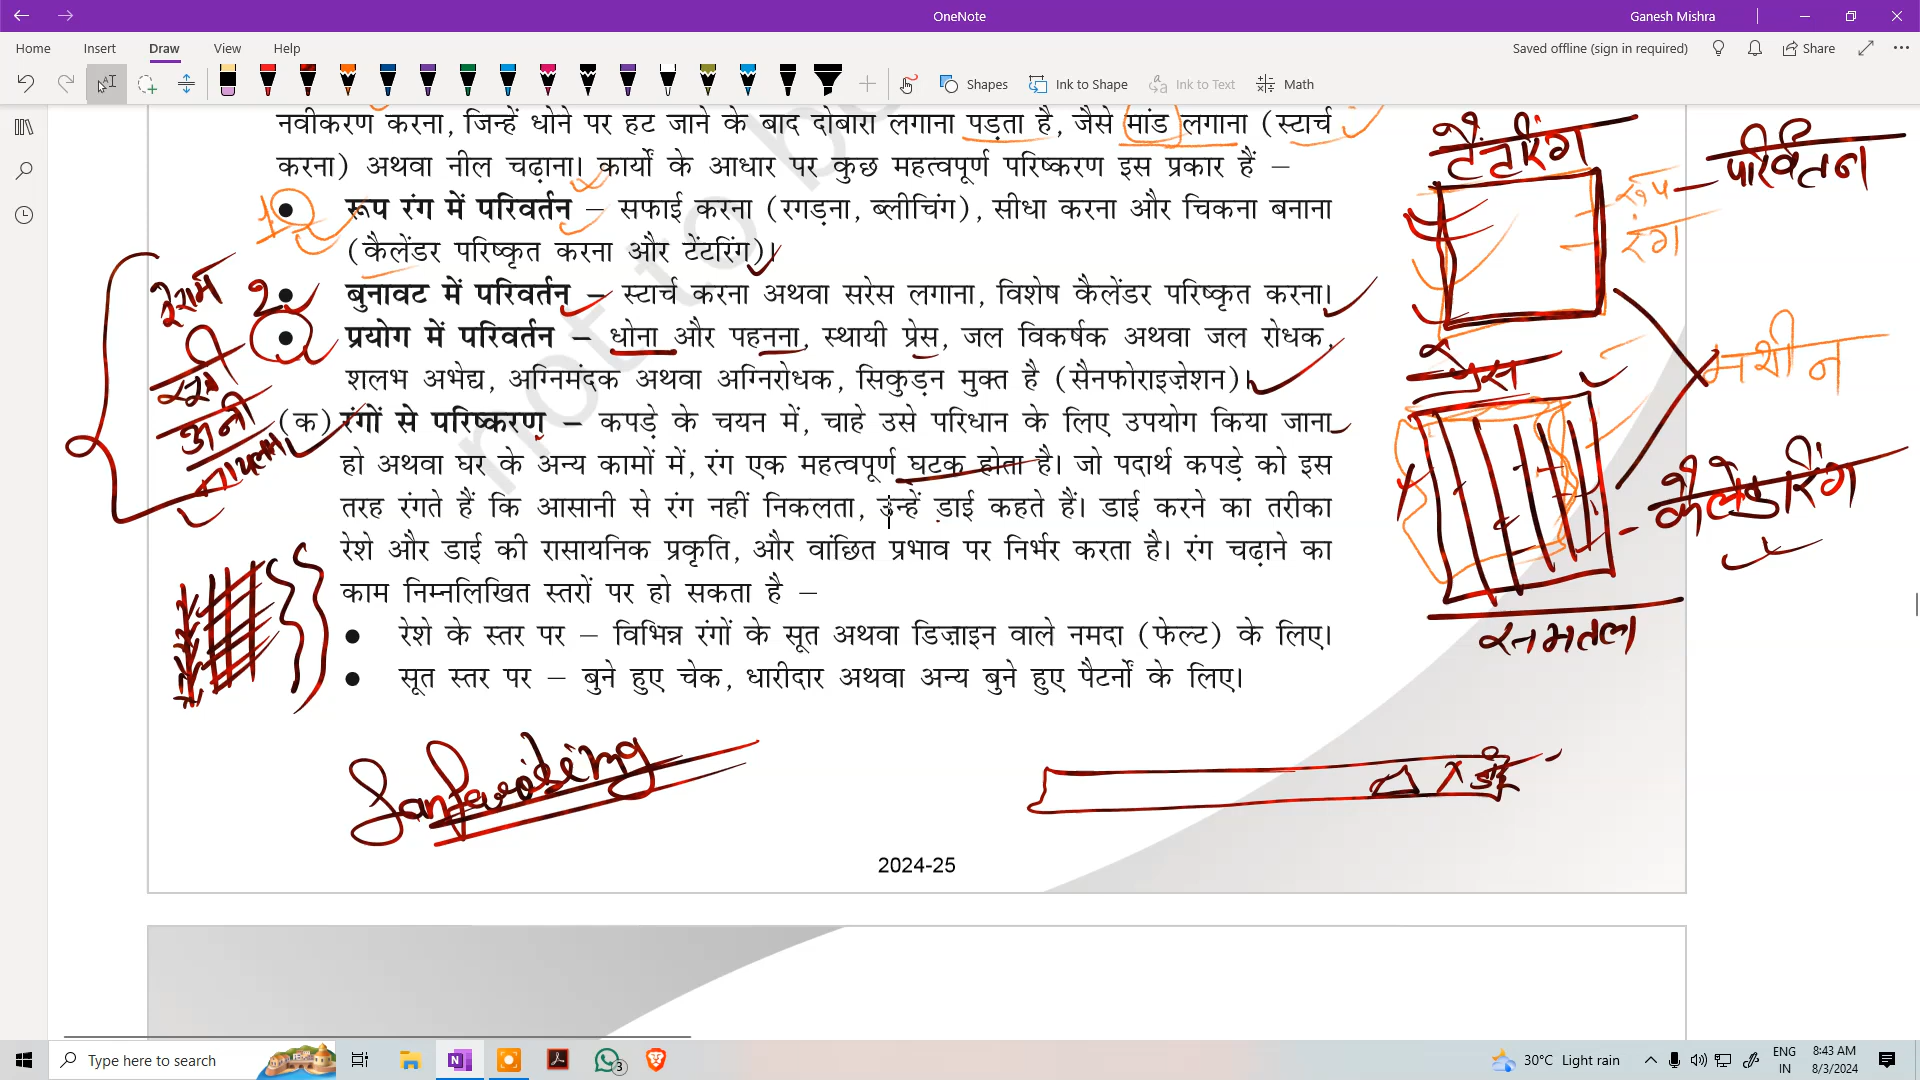 OneNote
Ganesh Mishra
Home Insert Draw View Help
Saved offline (sign in required) Share
Shapes Ink to Shape Ink to Text Math
नवीकरण करना, जिन्हें धोने पर हट जाने के बाद दोबारा लगाना पड़ता है, जैसे मांड लगाना (स्टार्च
करना) अथवा नील चढ़ाना। कार्यों के आधार पर कुछ महत्वपूर्ण परिष्करण इस प्रकार हैं –
● रूप रंग में परिवर्तन – सफाई करना (रगड़ना, ब्लीचिंग), सीधा करना और चिकना बनाना
(कैलेंडर परिष्कृत करना और टेंटरिंग)।
● बुनावट में परिवर्तन – स्टार्च करना अथवा सरेस लगाना, विशेष कैलेंडर परिष्कृत करना।
● प्रयोग में परिवर्तन – धोना और पहनना, स्थायी प्रेस, जल विकर्षक अथवा जल रोधक,
शलभ अभेद्य, अग्निमंदक अथवा अग्निरोधक, सिकुड़न मुक्त है (सैनफोराइज़ेशन)।
(क) रंगों से परिष्करण – कपड़े के चयन में, चाहे उसे परिधान के लिए उपयोग किया जाना
हो अथवा घर के अन्य कामों में, रंग एक महत्वपूर्ण घटक होता है। जो पदार्थ कपड़े को इस
तरह रंगते हैं कि आसानी से रंग नहीं निकलता, उन्हें डाई कहते हैं। डाई करने का तरीका
रेशे और डाई की रासायनिक प्रकृति, और वांछित प्रभाव पर निर्भर करता है। रंग चढ़ाने का
काम निम्नलिखित स्तरों पर हो सकता है –
● रेशे के स्तर पर – विभिन्न रंगों के सूत अथवा डिज़ाइन वाले नमदा (फेल्ट) के लिए।
● सूत स्तर पर – बुने हुए चेक, धारीदार अथवा अन्य बुने हुए पैटर्नों के लिए।
not to b
टैंटरिंग
परिर्वतन
रूप
रंग
मशीन
कैलेंडरिंग
रेशम
ऊनी
2024-25
Type here to search
3
30°C Light rain
ENG
IN
8:43 AM
8/3/2024